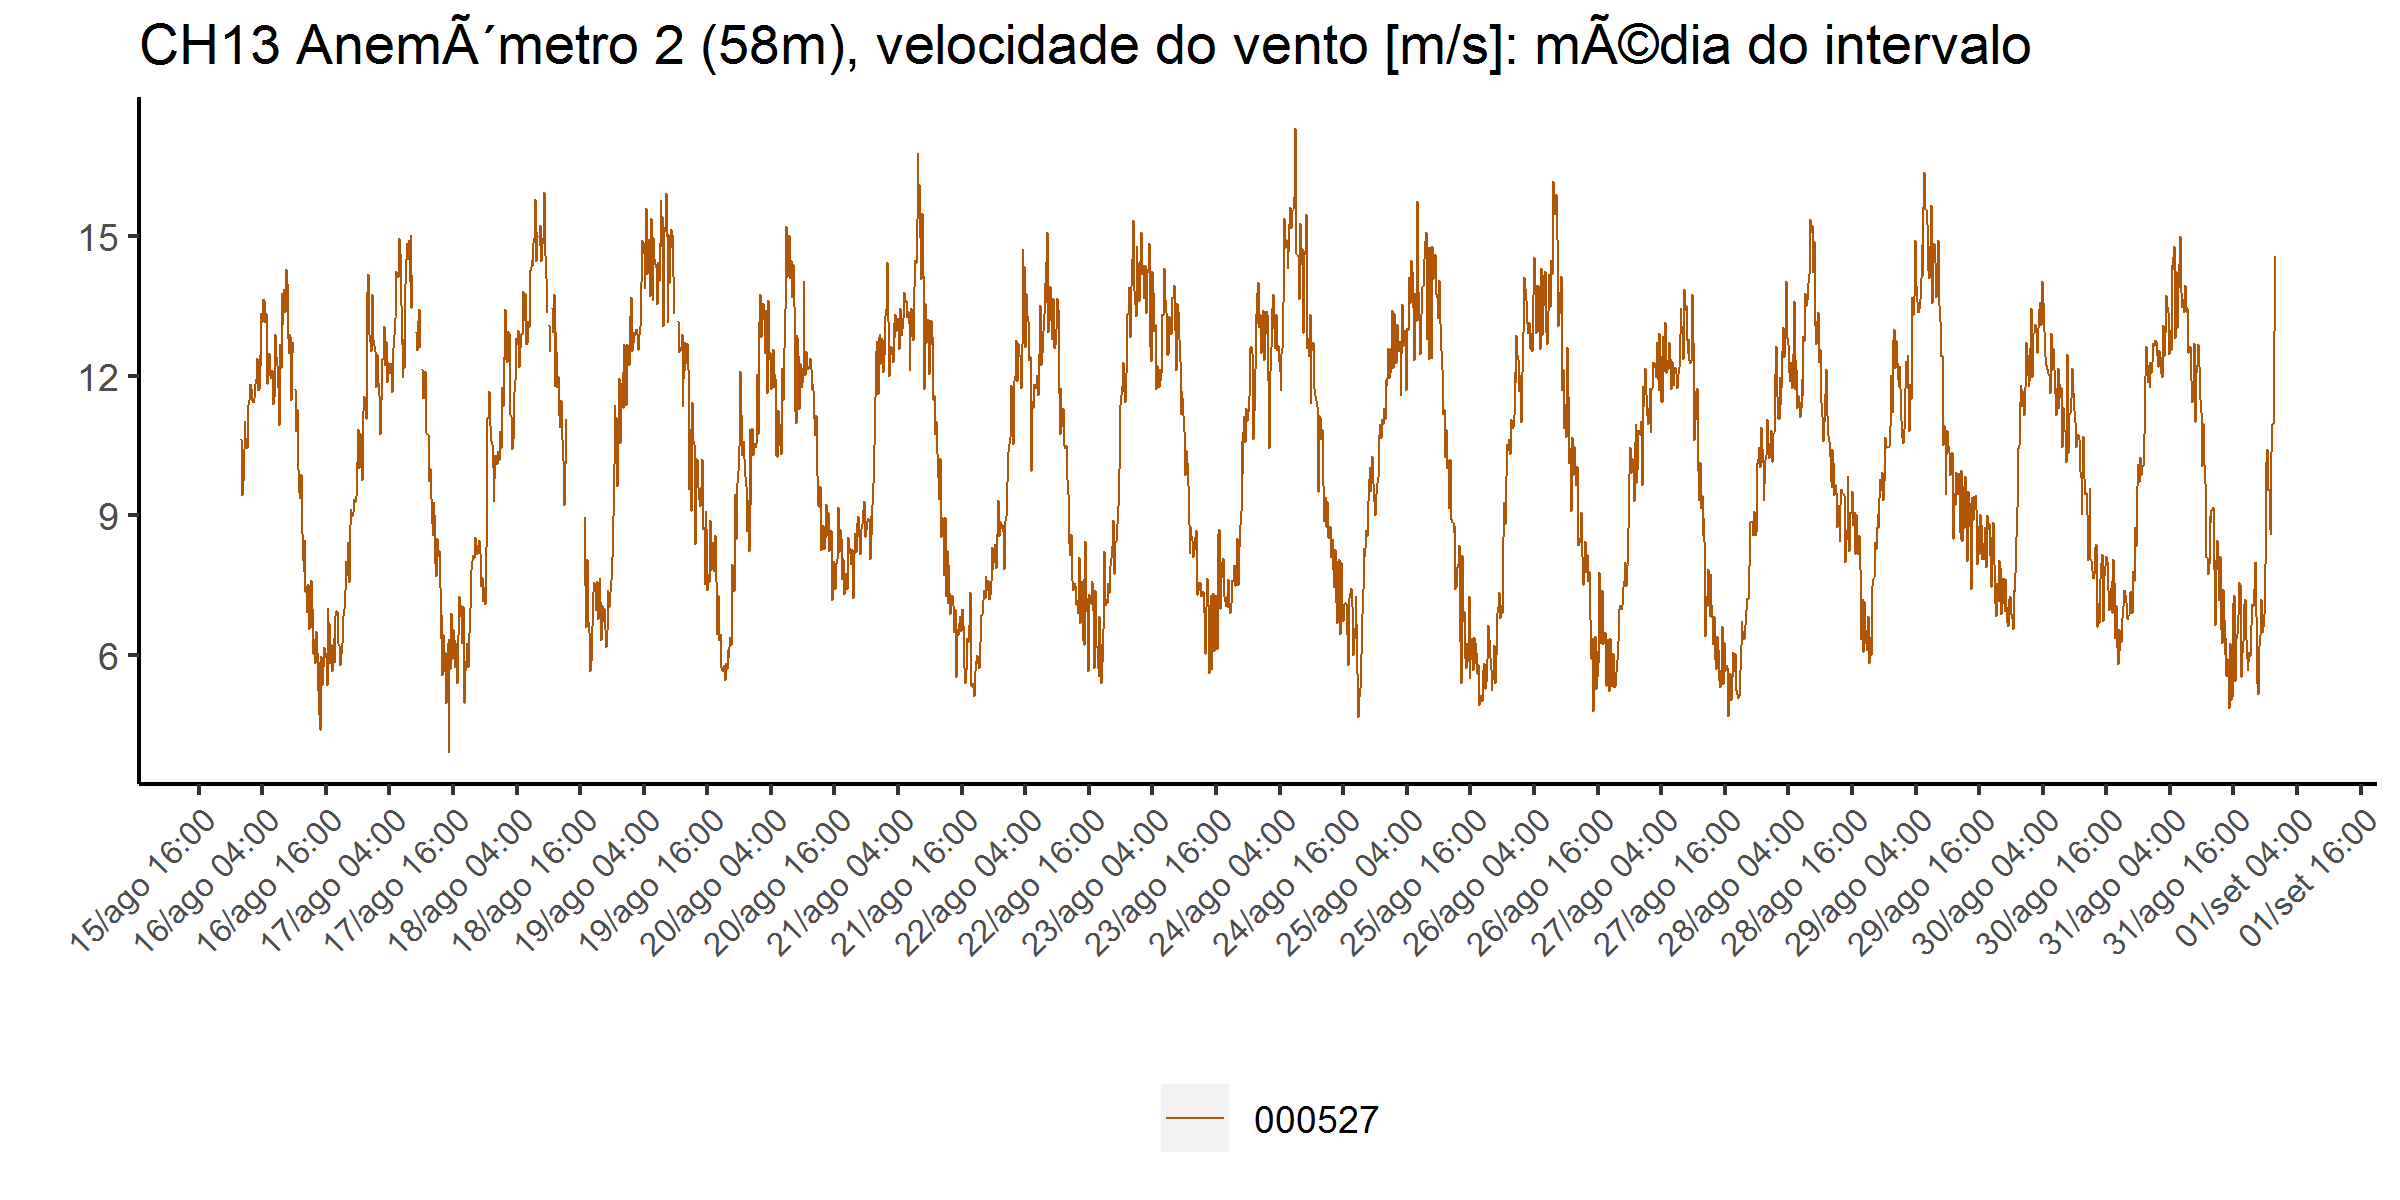 CH13 AnemÃ´metro 2 (58m), velocidade do vento [m/s]: mÃ©dia do intervalo
15
12
9
6
15/ago 16:00
16/ago 04:00
16/ago 16:00
17/ago 04:00
17/ago 16:00
18/ago 04:00
18/ago 16:00
19/ago 04:00
19/ago 16:00
20/ago 04:00
20/ago 16:00
21/ago 04:00
21/ago 16:00
22/ago 04:00
22/ago 16:00
23/ago 04:00
23/ago 16:00
24/ago 04:00
24/ago 16:00
25/ago 04:00
25/ago 16:00
26/ago 04:00
26/ago 16:00
27/ago 04:00
27/ago 16:00
28/ago 04:00
28/ago 16:00
29/ago 04:00
29/ago 16:00
30/ago 04:00
30/ago 16:00
31/ago 04:00
31/ago 16:00
01/set 04:00
01/set 16:00
000527